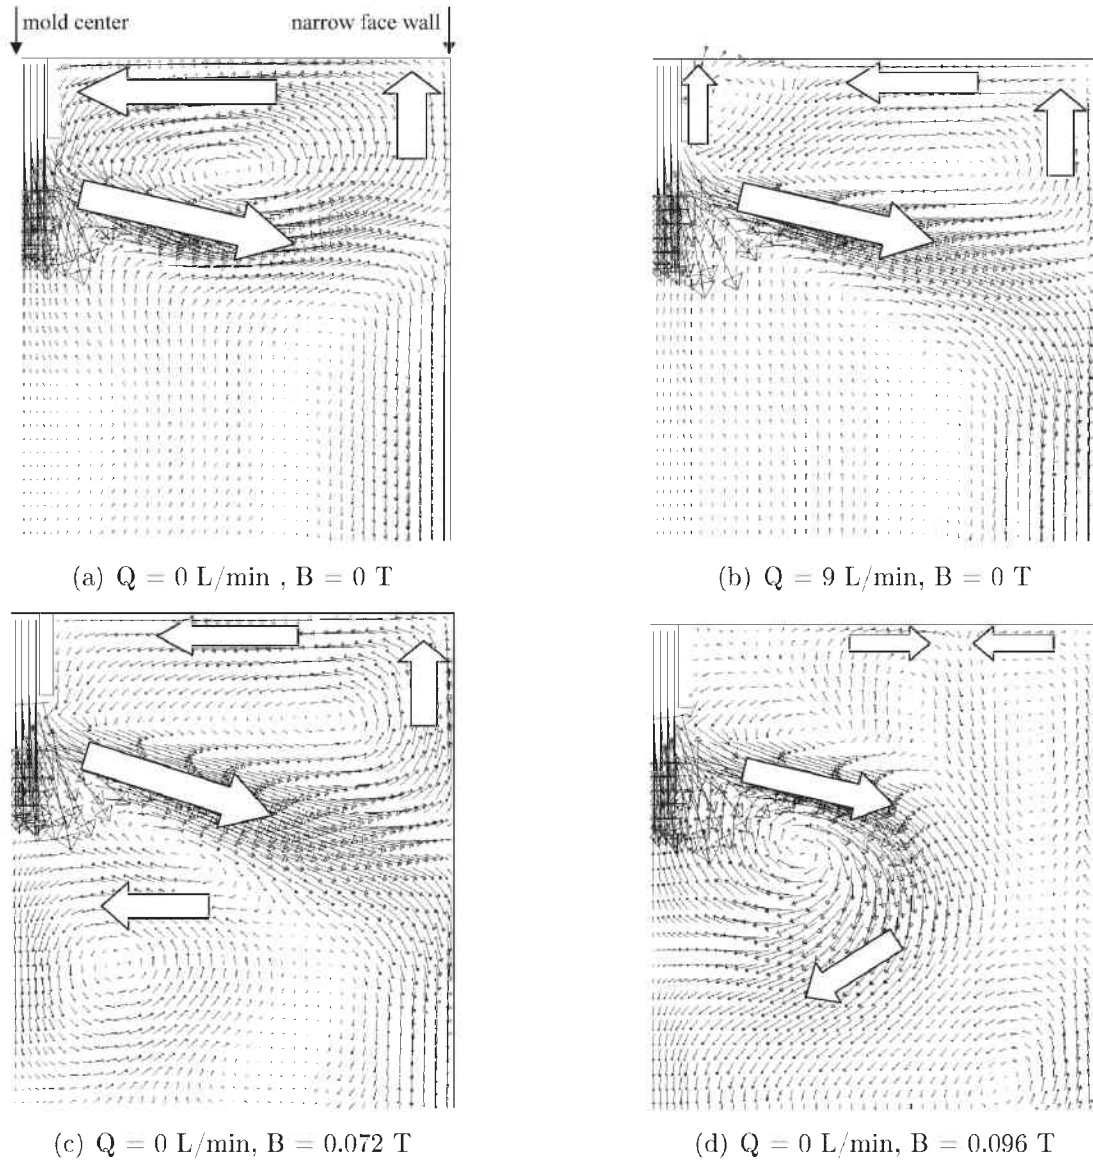 mold center narrow face wall
(a) Q = 0 L/min , B = 0 T
(b) Q = 9 L/min, B = 0 T
(c) Q = 0 L/min, B = 0.072 T
(d) Q = 0 L/min, B = 0.096 T